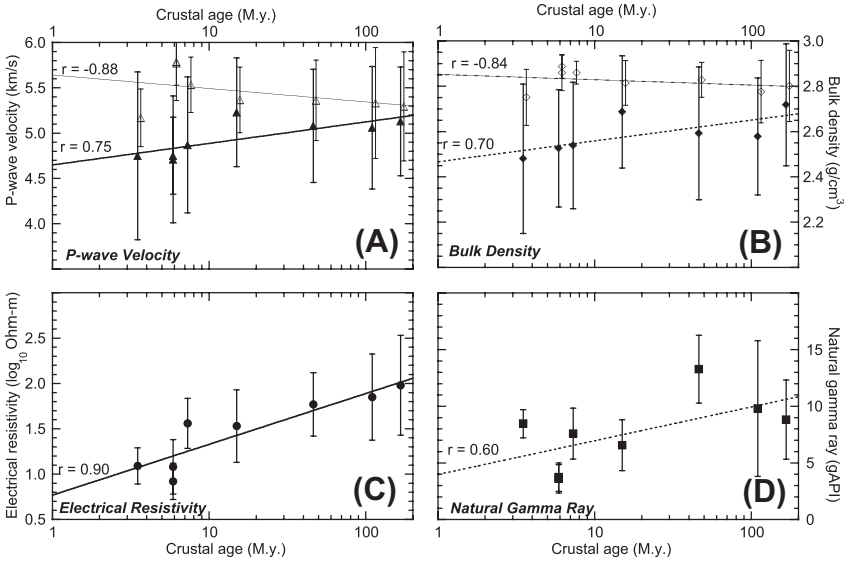 Crustal age (M.y.)
Crustal age (M.y.)
1
10
100
1
10
100
6.0
5.5
5.0
4.5
4.0
P-wave velocity (km/s)
r = -0.88
r = 0.75
(A)
P-wave Velocity
r = -0.84
r = 0.70
(B)
Bulk Density
3.0
2.8
2.6
2.4
2.2
Bulk density (g/cm3)
2.5
2.0
1.5
1.0
0.5
Electrical resistivity (log10 Ohm-m)
r = 0.90
(C)
Electrical Resistivity
r = 0.60
(D)
Natural Gamma Ray
15
10
5
0
Natural gamma ray (gAPI)
1
10
100
1
10
100
Crustal age (M.y.)
Crustal age (M.y.)